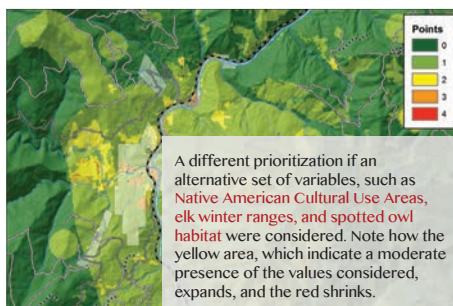 Points
0
1
2
3
4
A different prioritization if an
alternative set of variables, such as
Native American Cultural Use Areas,
elk winter ranges, and spotted owl
habitat were considered. Note how the
yellow area, which indicate a moderate
presence of the values considered,
expands, and the red shrinks.